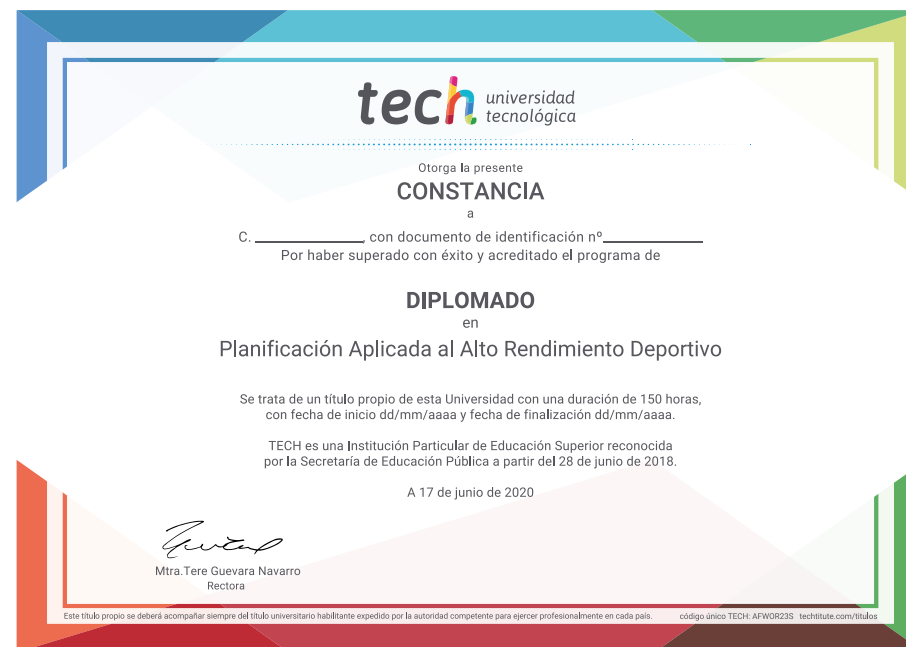 tech universidad
tecnológica
Otorga la presente
CONSTANCIA
a
C. ______________, con documento de identificación nº_____________
Por haber superado con éxito y acreditado el programa de
DIPLOMADO
en
Planificación Aplicada al Alto Rendimiento Deportivo
Se trata de un título propio de esta Universidad con una duración de 150 horas,
con fecha de inicio dd/mm/aaaa y fecha de finalización dd/mm/aaaa.
TECH es una Institución Particular de Educación Superior reconocida
por la Secretaría de Educación Pública a partir del 28 de junio de 2018.
A 17 de junio de 2020
Mtra.Tere Guevara Navarro
Rectora
Este título propio se deberá acompañar siempre del título universitario habilitante expedido por la autoridad competente para ejercer profesionalmente en cada país. código único TECH: AFWOR23S techtitute.com/titulos